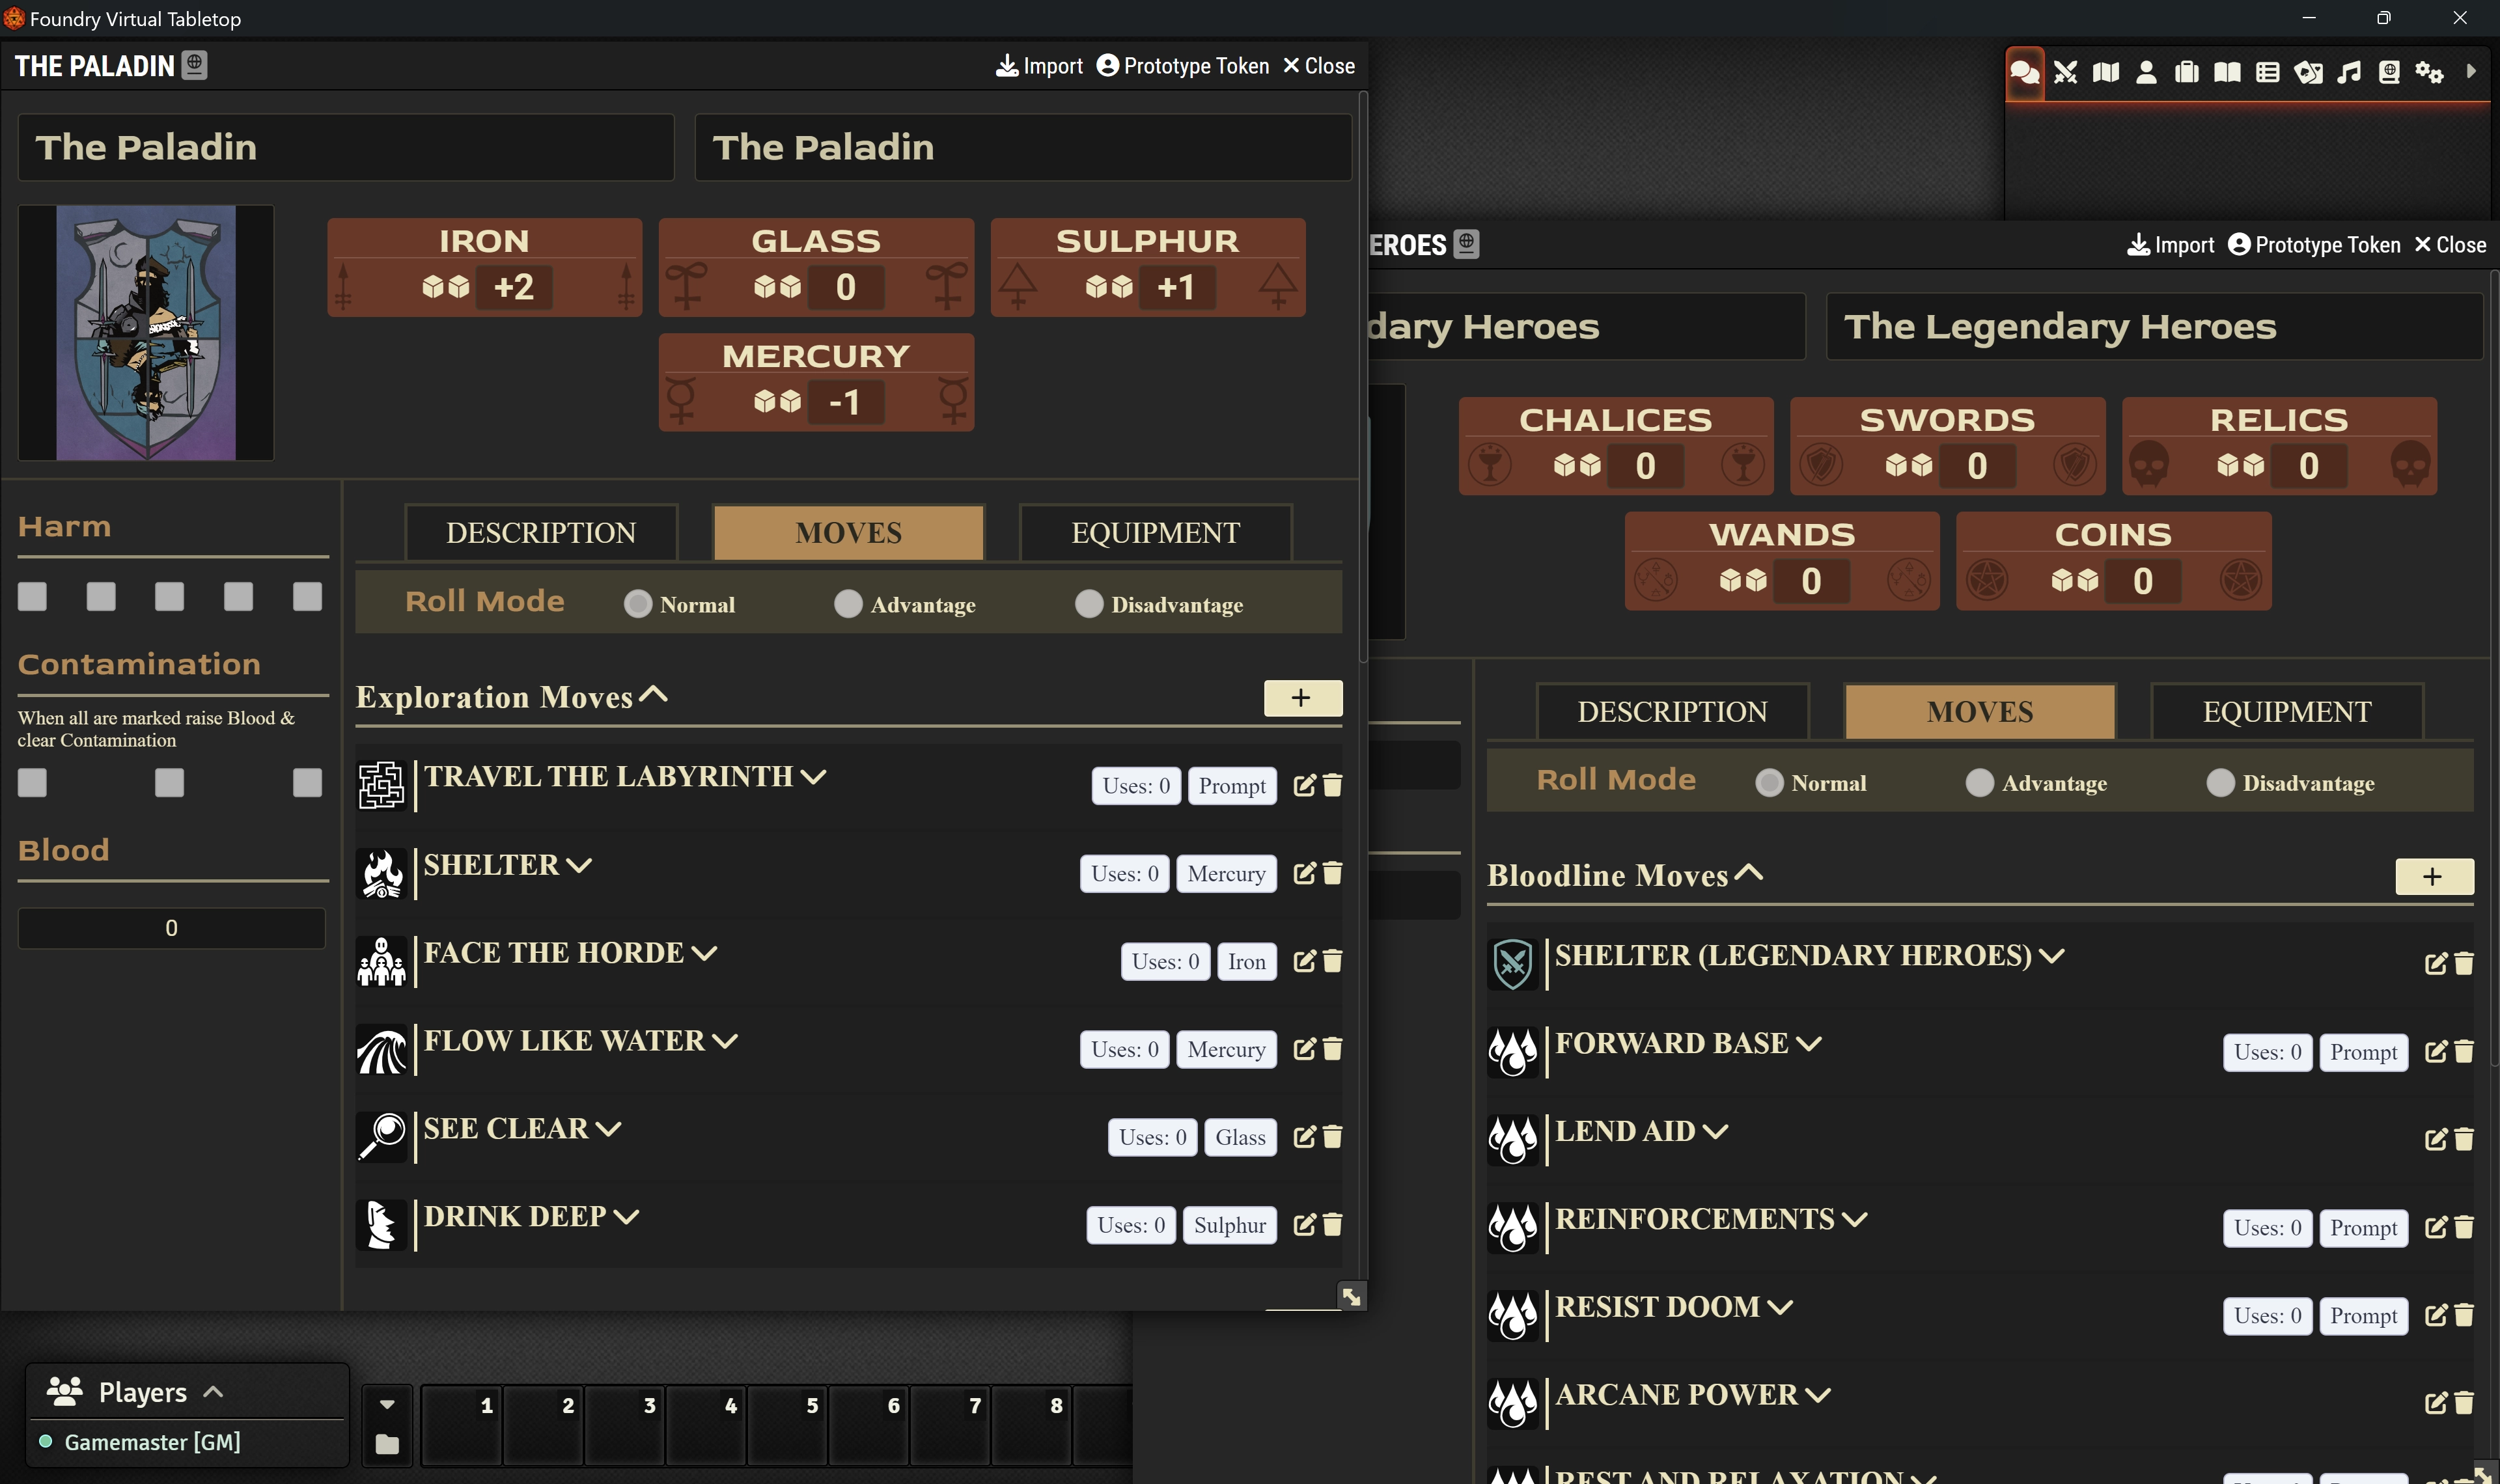 Foundry Virtual Tabletop
THE PALADIN
Import Prototype Token Close
The Paladin
The Paladin
IRON
+2
GLASS
0
SULPHUR
+1
MERCURY
-1
Harm
Contamination
When all are marked raise Blood &
clear Contamination
Blood
0
DESCRIPTION
MOVES
EQUIPMENT
Roll Mode
Normal
Advantage
Disadvantage
Exploration Moves
+
TRAVEL THE LABYRINTH
Uses: 0
Prompt
SHELTER
Uses: 0
Mercury
FACE THE HORDE
Uses: 0
Iron
FLOW LIKE WATER
Uses: 0
Mercury
SEE CLEAR
Uses: 0
Glass
DRINK DEEP
Uses: 0
Sulphur
EROES
Import Prototype Token Close
dary Heroes
The Legendary Heroes
CHALICES
0
SWORDS
0
RELICS
0
WANDS
0
COINS
0
DESCRIPTION
MOVES
EQUIPMENT
Roll Mode
Normal
Advantage
Disadvantage
Bloodline Moves
+
SHELTER (LEGENDARY HEROES)
FORWARD BASE
Uses: 0
Prompt
LEND AID
REINFORCEMENTS
Uses: 0
Prompt
RESIST DOOM
Uses: 0
Prompt
ARCANE POWER
REST AND RELAXATION
Players
Gamemaster [GM]
1 2 3 4 5 6 7 8